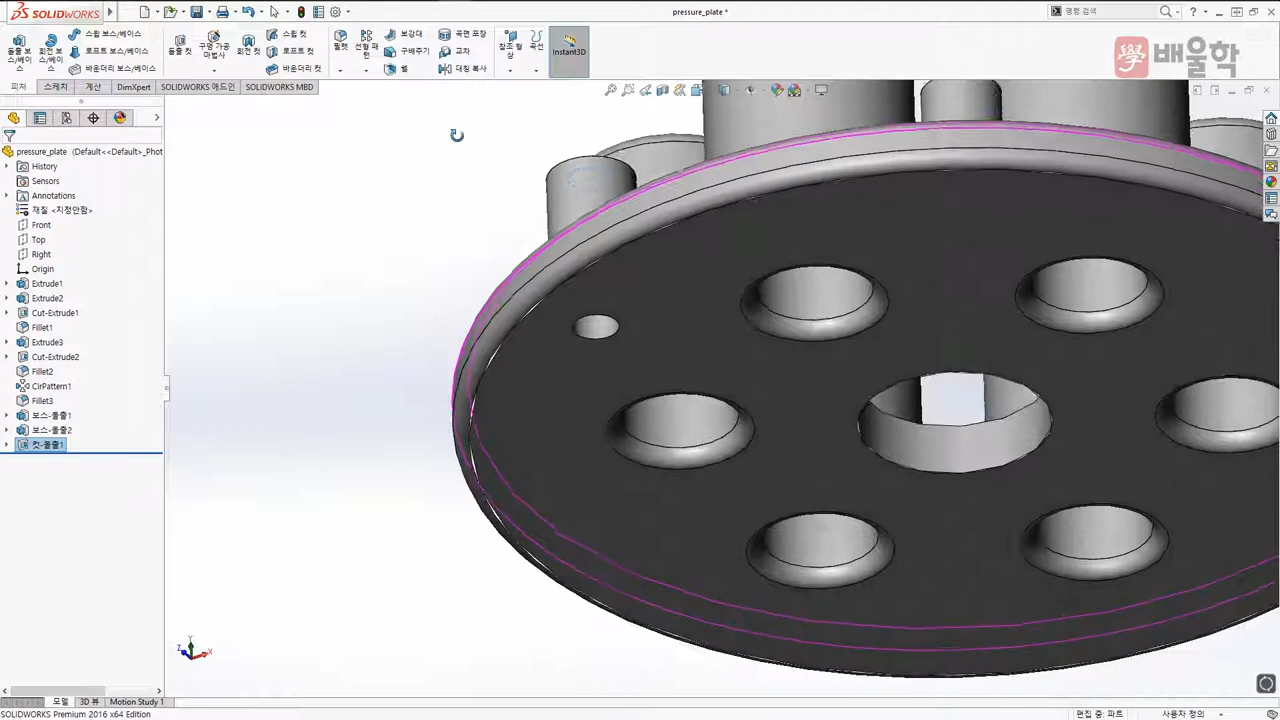 SOLIDWORKS
pressure_plate *
명령 검색
돌출 보스/베이스
회전 보스/베이스
스윕 보스/베이스
로프트 보스/베이스
바운더리 보스/베이스
돌출 컷
구멍 가공 마법사
회전 컷
스윕 컷
로프트 컷
바운더리 컷
필렛
선형 패턴
보강대
구배주기
쉘
곡면 포장
교차
대칭 복사
참조 형상
곡선
Instant3D
學 배울학
피처
스케치
계산
DimXpert
SOLIDWORKS 애드인
SOLIDWORKS MBD
pressure_plate (Default<<Default>_Phot
History
Sensors
Annotations
재질 <지정안함>
Front
Top
Right
Origin
Extrude1
Extrude2
Cut-Extrude1
Fillet1
Extrude3
Cut-Extrude2
Fillet2
CirPattern1
Fillet3
보스-돌출1
보스-돌출2
컷-돌출1
Y
Z
X
모델
3D 뷰
Motion Study 1
SOLIDWORKS Premium 2016 x64 Edition
편집 중: 파트
사용자 정의